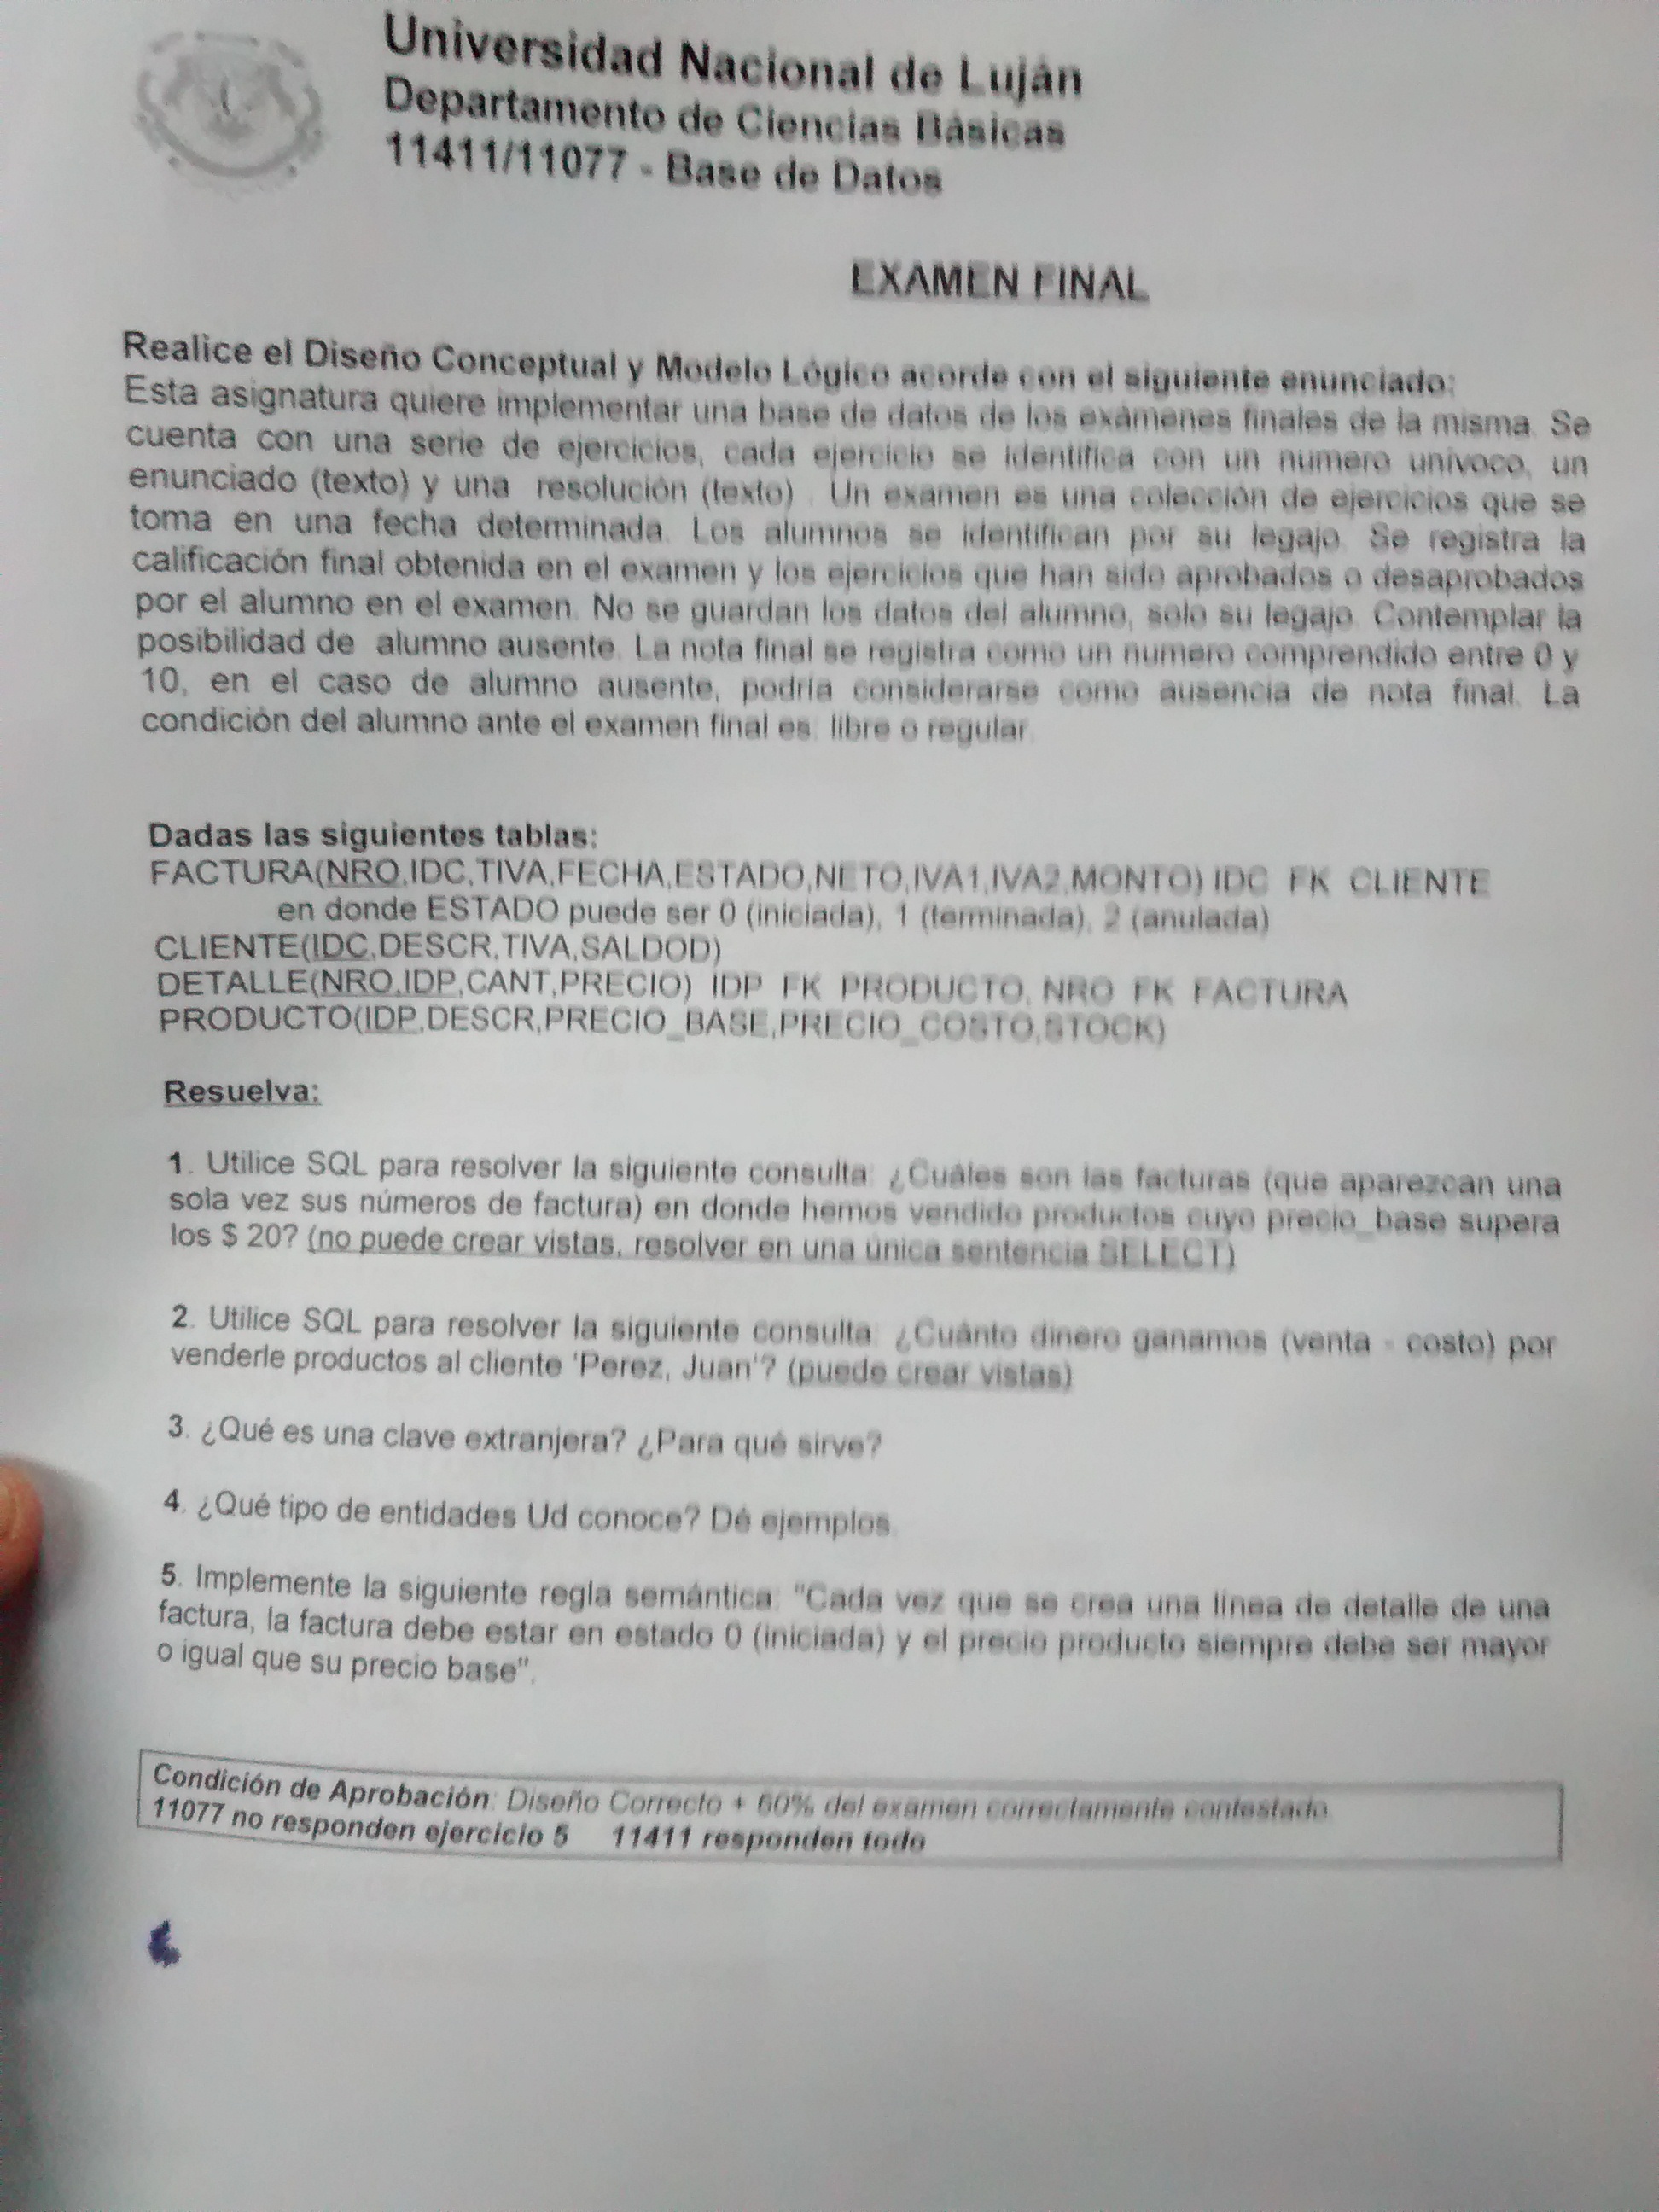 Universidad Nacional de Luján
Departamento de Ciencias Básicas
11411/11077 - Base de Datos
EXAMEN FINAL
Realice el Diseño Conceptual y Modelo Lógico acorde con el siguiente enunciado:
Esta asignatura quiere implementar una base de datos de los exámenes finales de la misma. Se
cuenta con una serie de ejercicios, cada ejercicio se identifica con un numero univoco, un
enunciado (texto) y una resolución (texto) . Un examen es una colección de ejercicios que se
toma en una fecha determinada. Los alumnos se identifican por su legajo. Se registra la
calificación final obtenida en el examen y los ejercicios que han sido aprobados o desaprobados
por el alumno en el examen. No se guardan los datos del alumno, solo su legajo. Contemplar la
posibilidad de alumno ausente. La nota final se registra como un numero comprendido entre 0 y
10, en el caso de alumno ausente, podría considerarse como ausencia de nota final. La
condición del alumno ante el examen final es: libre o regular.
Dadas las siguientes tablas:
FACTURA(NRO,IDC,TIVA,FECHA,ESTADO,NETO,IVA1,IVA2,MONTO) IDC FK CLIENTE
en donde ESTADO puede ser 0 (iniciada), 1 (terminada), 2 (anulada)
CLIENTE(IDC,DESCR,TIVA,SALDOD)
DETALLE(NRO,IDP,CANT,PRECIO) IDP FK PRODUCTO, NRO FK FACTURA
PRODUCTO(IDP,DESCR,PRECIO_BASE,PRECIO_COSTO,STOCK)
Resuelva:
1. Utilice SQL para resolver la siguiente consulta: ¿Cuáles son las facturas (que aparezcan una
sola vez sus números de factura) en donde hemos vendido productos cuyo precio_base supera
los $ 20? (no puede crear vistas, resolver en una única sentencia SELECT)
2. Utilice SQL para resolver la siguiente consulta: ¿Cuánto dinero ganamos (venta - costo) por
venderle productos al cliente 'Perez, Juan'? (puede crear vistas)
3. ¿Qué es una clave extranjera? ¿Para qué sirve?
4. ¿Qué tipo de entidades Ud conoce? Dé ejemplos.
5. Implemente la siguiente regla semántica: "Cada vez que se crea una línea de detalle de una
factura, la factura debe estar en estado 0 (iniciada) y el precio producto siempre debe ser mayor
o igual que su precio base".
Condición de Aprobación: Diseño Correcto + 60% del examen correctamente contestado.
11077 no responden ejercicio 5 11411 responden todo